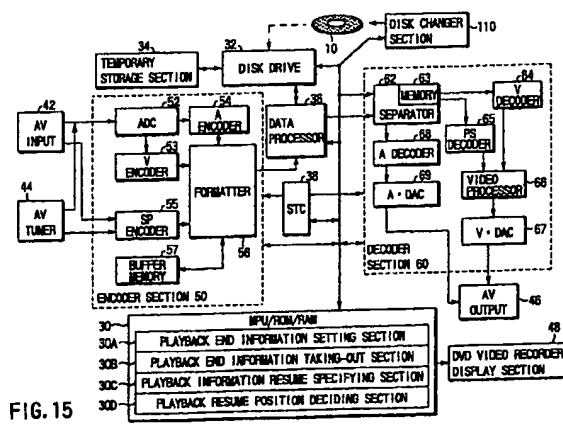 34
TEMPORARY
STORAGE SECTION
32
DISK DRIVE
10
DISK CHANGER
SECTION
110
42
AV INPUT
44
AV
TUNER
52
ADC
54
A ENCODER
53
V ENCODER
FORMATTER
55
SP
ENCODER
57
BUFFER
MEMORY
56
ENCODER SECTION 50
36
DATA
PROCESSOR
38
STC
62
63
MEMORY
SEPARATOR
64
V
DECODER
65
PS
DECODER
68
A DECODER
69
A・DAC
VIDEO
PROCESSOR
66
V・DAC
67
DECODER
SECTION 60
AV
OUTPUT
46
30
MPU/ROM/RAM
30A
PLAYBACK END INFORMATION SETTING SECTION
30B
PLAYBACK END INFORMATION TAKING-OUT SECTION
30C
PLAYBACK INFORMATION RESUME SPECIFYING SECTION
30D
PLAYBACK RESUME POSITION DECIDING SECTION
48
DVD VIDEO RECORDER
DISPLAY SECTION
FIG.15